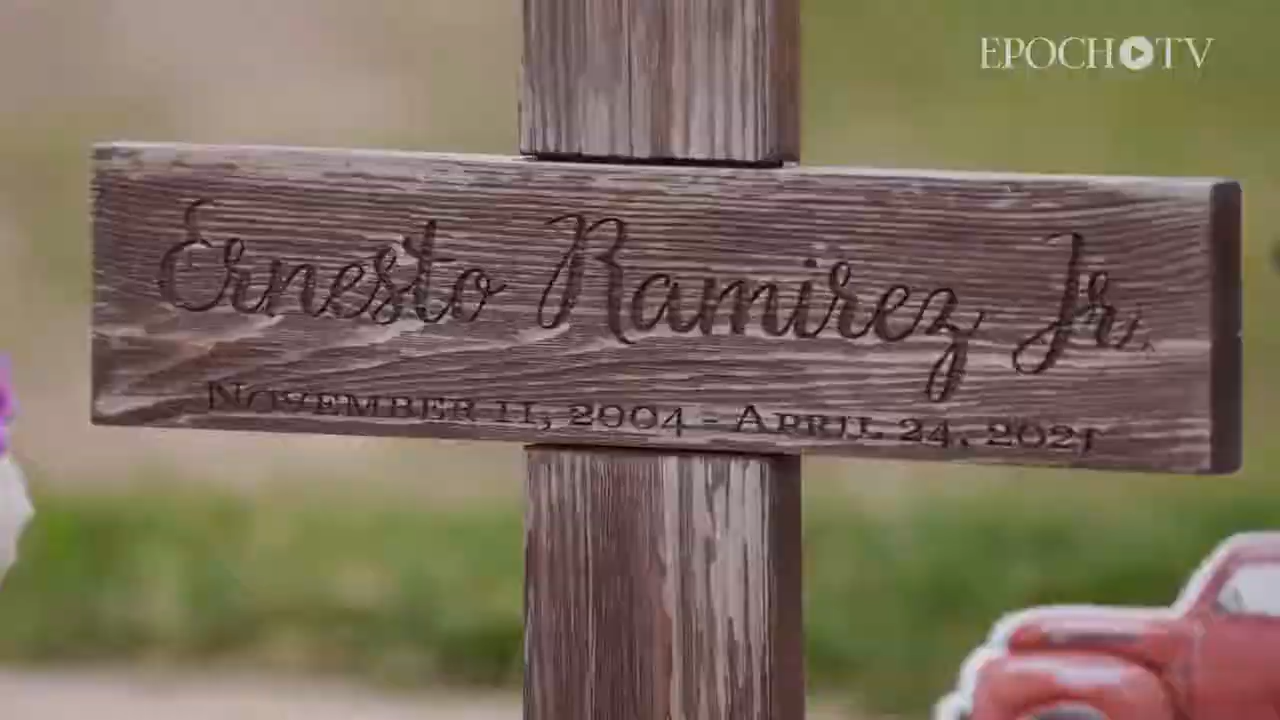 EPOCH TV
Ernesto Ramirez Jr.
NOVEMBER 11, 2004 - APRIL 24, 2021